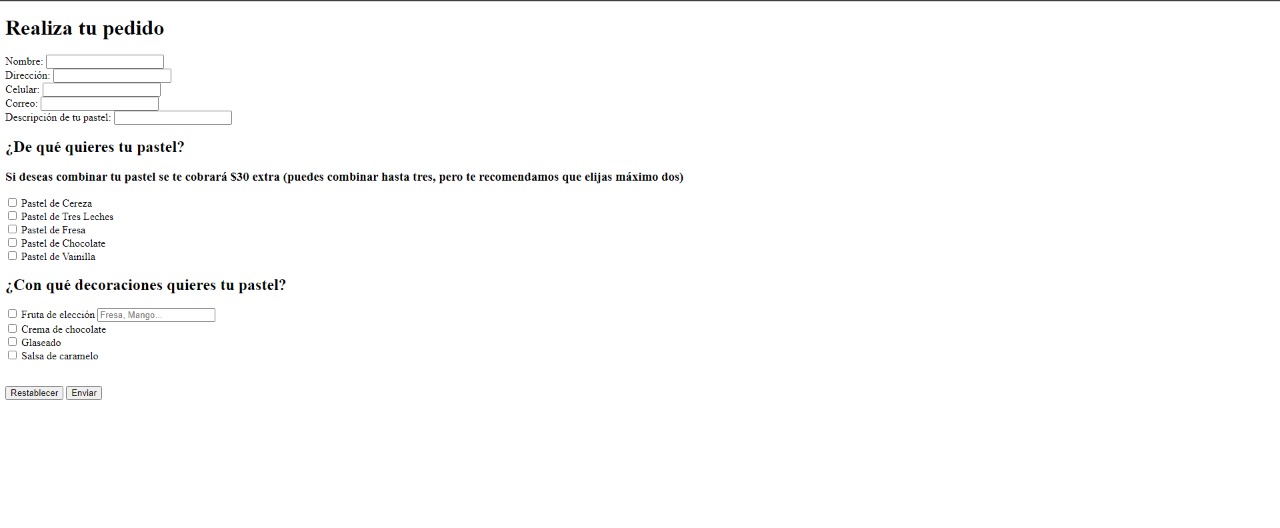 Realiza tu pedido
Nombre:
Dirección:
Celular:
Correo:
Descripción de tu pastel:
¿De qué quieres tu pastel?
Si deseas combinar tu pastel se te cobrará $30 extra (puedes combinar hasta tres, pero te recomendamos que elijas máximo dos)
Pastel de Cereza
Pastel de Tres Leches
Pastel de Fresa
Pastel de Chocolate
Pastel de Vainilla
¿Con qué decoraciones quieres tu pastel?
Fruta de elección Fresa, Mango...
Crema de chocolate
Glaseado
Salsa de caramelo
Restablecer Enviar